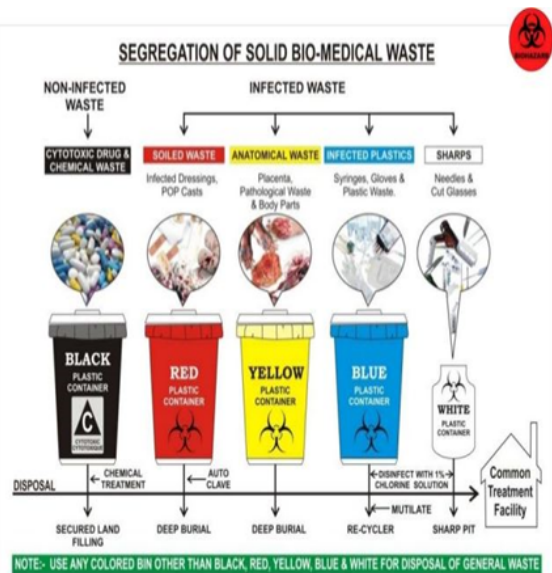 BIOHAZARD
SEGREGATION OF SOLID BIO-MEDICAL WASTE
NON-INFECTED
WASTE
INFECTED WASTE
CYTOTOXIC DRUG &
CHEMICAL WASTE
SOILED WASTE
Infected Dressings,
POP Casts
ANATOMICAL WASTE
Placenta,
Pathological Waste
& Body Parts
INFECTED PLASTICS
Syringes, Gloves &
Plastic Waste.
SHARPS
Needles &
Cut Glasses
BLACK
PLASTIC
CONTAINER
C
CYTOTOXIC
RED
PLASTIC
CONTAINER
YELLOW
PLASTIC
CONTAINER
BLUE
PLASTIC
CONTAINER
WHITE
PLASTIC
CONTAINER
DISPOSAL
CHEMICAL
TREATMENT
AUTO
CLAVE
DISINFECT WITH 1%
CHLORINE SOLUTION
MUTILATE
Common
Treatment
Facility
SECURED LAND
FILLING
DEEP BURIAL
DEEP BURIAL
RE-CYCLER
SHARP PIT
NOTE:- USE ANY COLORED BIN OTHER THAN BLACK, RED, YELLOW, BLUE & WHITE FOR DISPOSAL OF GENERAL WASTE